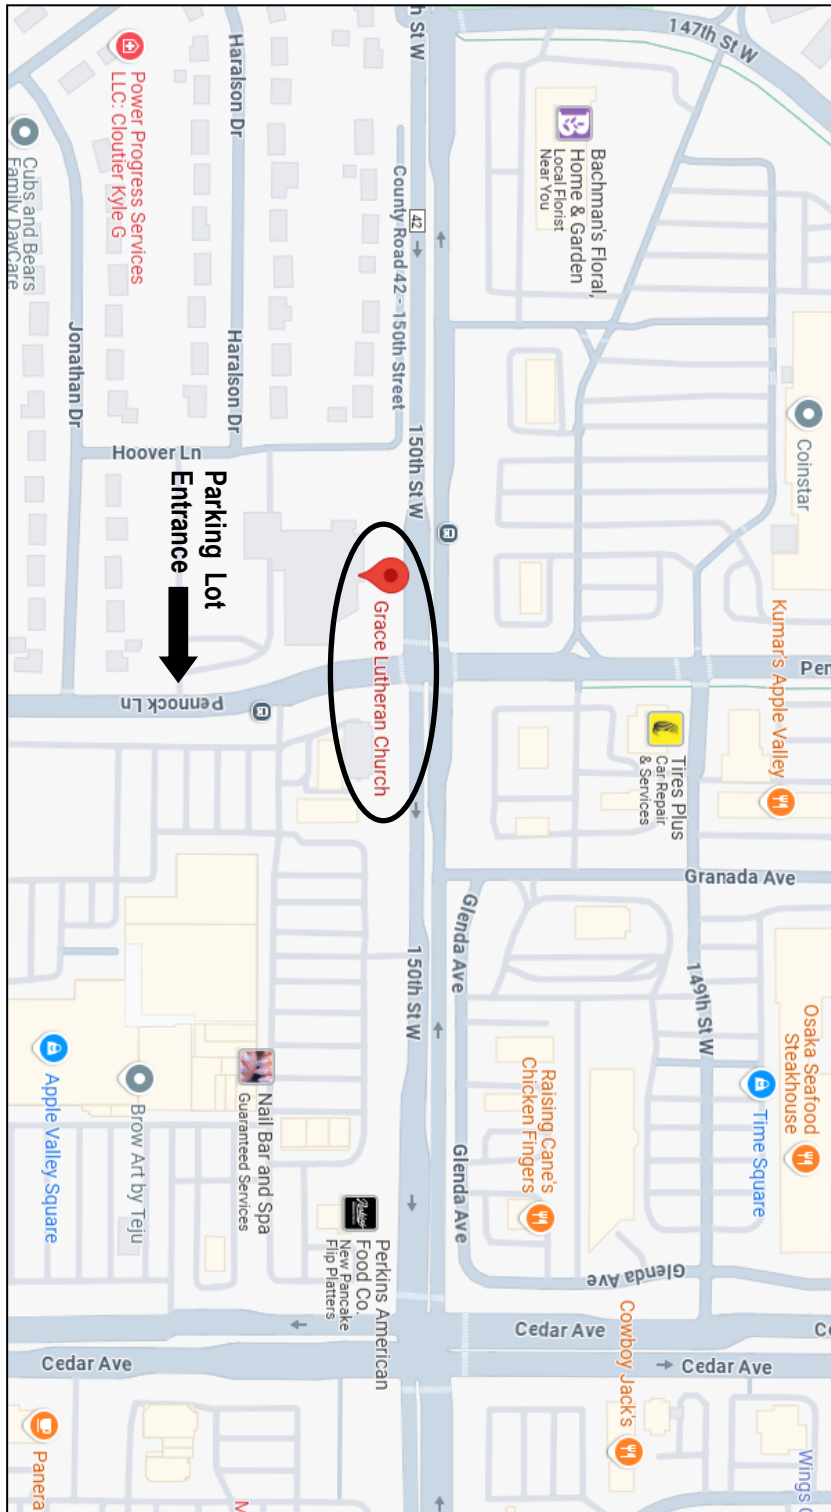 147th St W
h St W
Bachman's Floral,
Home & Garden
Local Florist
Near You
Coinstar
Kumar's Apple Valley
Pen
Tires Plus
Car Repair
& Services
Granada Ave
149th St W
Osaka Seafood
Steakhouse
Time Square
Glenda Ave
Raising Cane's
Chicken Fingers
Glenda Ave
Glenda Ave
Cedar Ave
Cedar Ave
Cowboy Jack's
Wings
42
County Road 42 - 150th Street
150th St W
Grace Lutheran Church
150th St W
Perkins American
Food Co.
New Pancake
Flip Platters
Perkins
Haralson Dr
Haralson Dr
Hoover Ln
Parking Lot
Entrance
Pennock Ln
Nail Bar and Spa
Guaranteed Services
Power Progress Services
LLC: Cloutier Kyle G
Brow Art by Teju
Cubs and Bears
Family DayCare
Jonathan Dr
Apple Valley Square
Cedar Ave
Panera
M